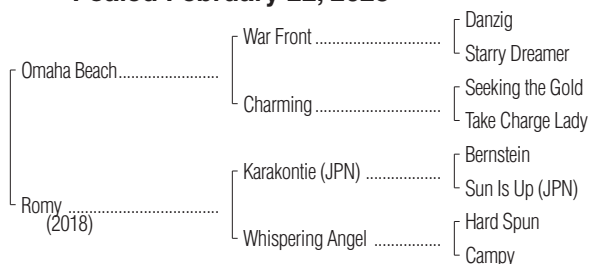 Foaled February 22, 2023
Danzig
War Front ....................................
Starry Dreamer
Omaha Beach.............................
Seeking the Gold
Charming ....................................
Take Charge Lady
Bernstein
Karakontie (JPN) .....................
Sun Is Up (JPN)
Romy ...........................................
(2018)
Hard Spun
Whispering Angel ...................
Campy